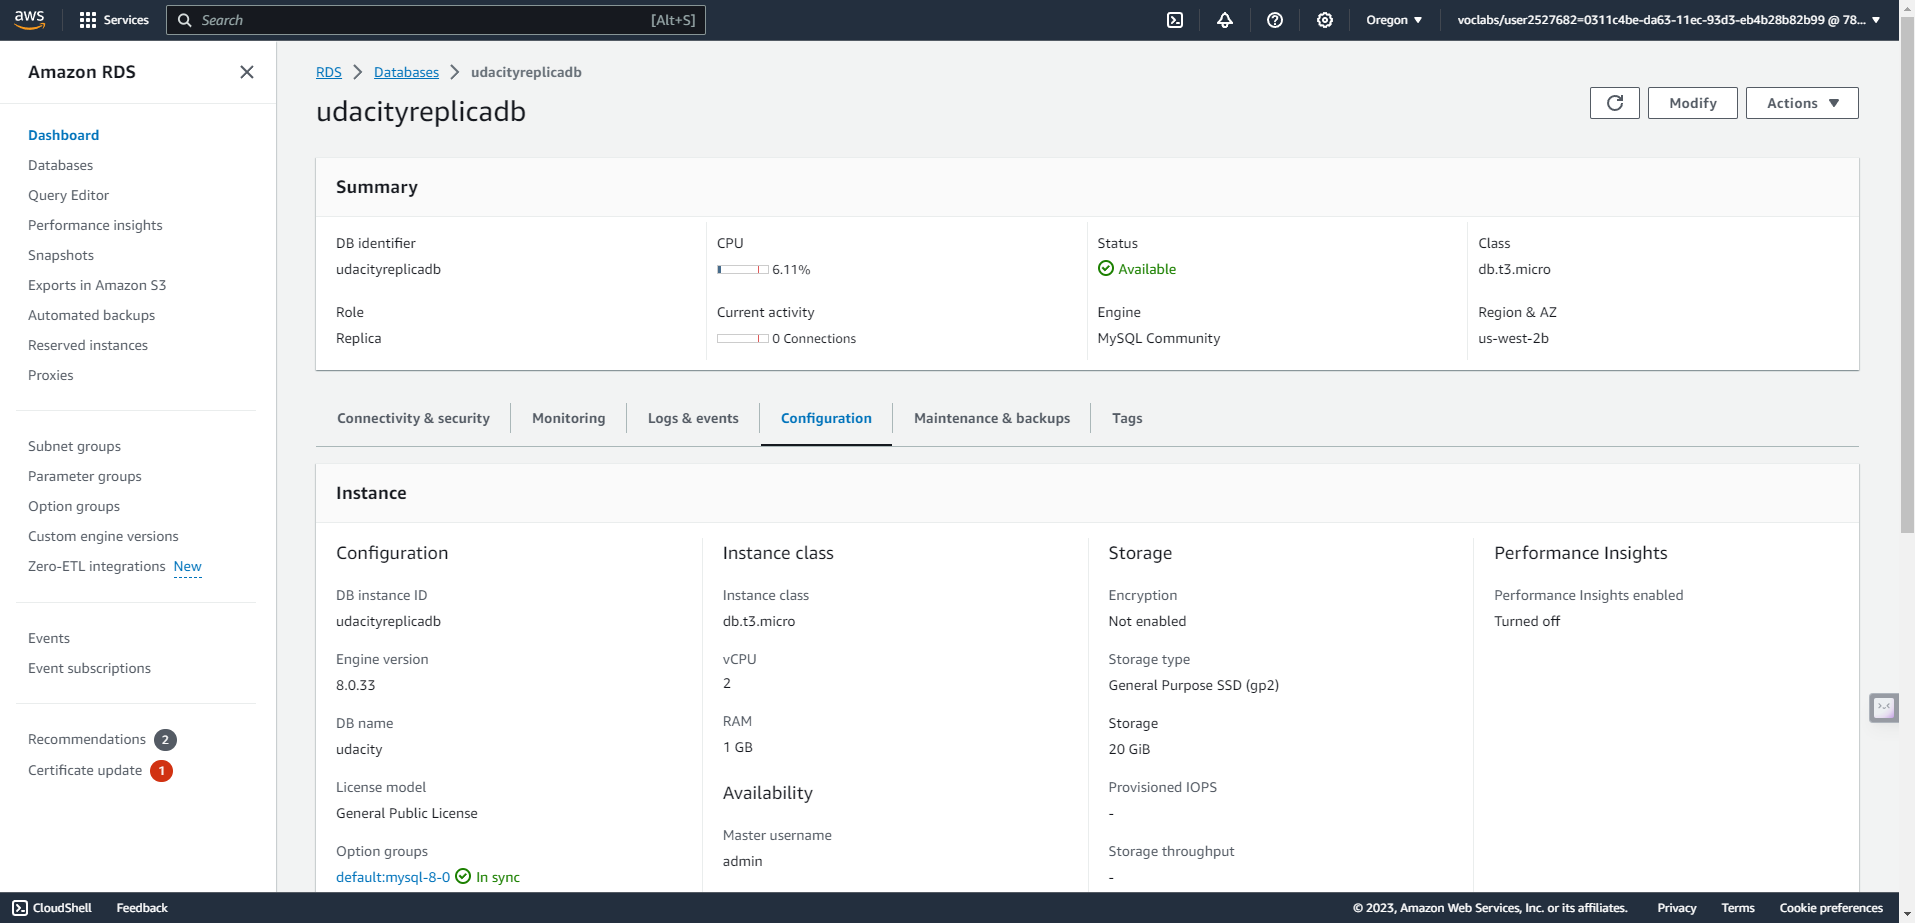 aws Services Search [Alt+S] Oregon ▼ voclabs/user2527682=0311c4be-da63-11ec-93d3-eb4b28b82b99 @ 78... ▼
Amazon RDS
Dashboard
Databases
Query Editor
Performance insights
Snapshots
Exports in Amazon S3
Automated backups
Reserved instances
Proxies
Subnet groups
Parameter groups
Option groups
Custom engine versions
Zero-ETL integrations New
Events
Event subscriptions
Recommendations 2
Certificate update 1
RDS > Databases > udacityreplicadb
udacityreplicadb
Modify Actions ▼
Summary
DB identifier
udacityreplicadb
Role
Replica
CPU
6.11%
Current activity
0 Connections
Status
Available
Engine
MySQL Community
Class
db.t3.micro
Region & AZ
us-west-2b
Connectivity & security Monitoring Logs & events Configuration Maintenance & backups Tags
Instance
Configuration
DB instance ID
udacityreplicadb
Engine version
8.0.33
DB name
udacity
License model
General Public License
Option groups
default:mysql-8-0 In sync
Instance class
Instance class
db.t3.micro
vCPU
2
RAM
1 GB
Availability
Master username
admin
Storage
Encryption
Not enabled
Storage type
General Purpose SSD (gp2)
Storage
20 GiB
Provisioned IOPS
-
Storage throughput
-
Performance Insights
Performance Insights enabled
Turned off
CloudShell Feedback © 2023, Amazon Web Services, Inc. or its affiliates. Privacy Terms Cookie preferences